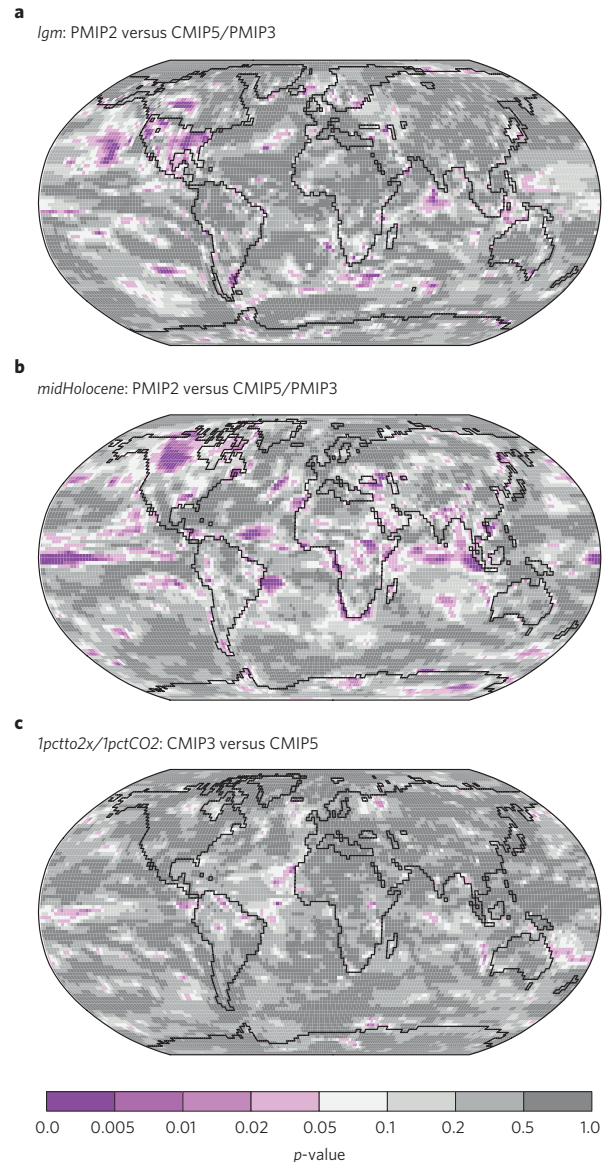 a
lgm: PMIP2 versus CMIP5/PMIP3
b
midHolocene: PMIP2 versus CMIP5/PMIP3
c
1pctto2x/1pctCO2: CMIP3 versus CMIP5
0.0 0.005 0.01 0.02 0.05 0.1 0.2 0.5 1.0
p-value